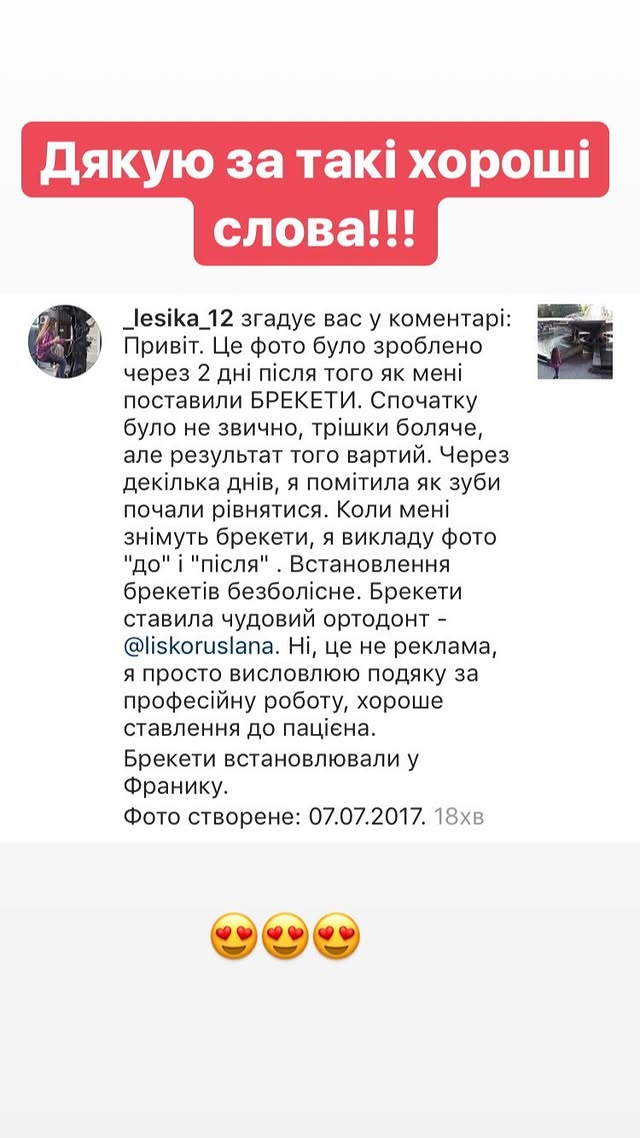 Дякую за такі хороші
слова!!!
_lesika_12 згадує вас у коментарі:
Привіт. Це фото було зроблено
через 2 дні після того як мені
поставили БРЕКЕТИ. Спочатку
було не звично, трішки боляче,
але результат того вартий. Через
декілька днів, я помітила як зуби
почали рівнятися. Коли мені
знімуть брекети, я викладу фото
"до" і "після" . Встановлення
брекетів безболісне. Брекети
ставила чудовий ортодонт -
@liskoruslana. Ні, це не реклама,
я просто висловлюю подяку за
професійну роботу, хороше
ставлення до пацієна.
Брекети встановлювали у
Франику.
Фото створене: 07.07.2017. 18хв
😍😍😍